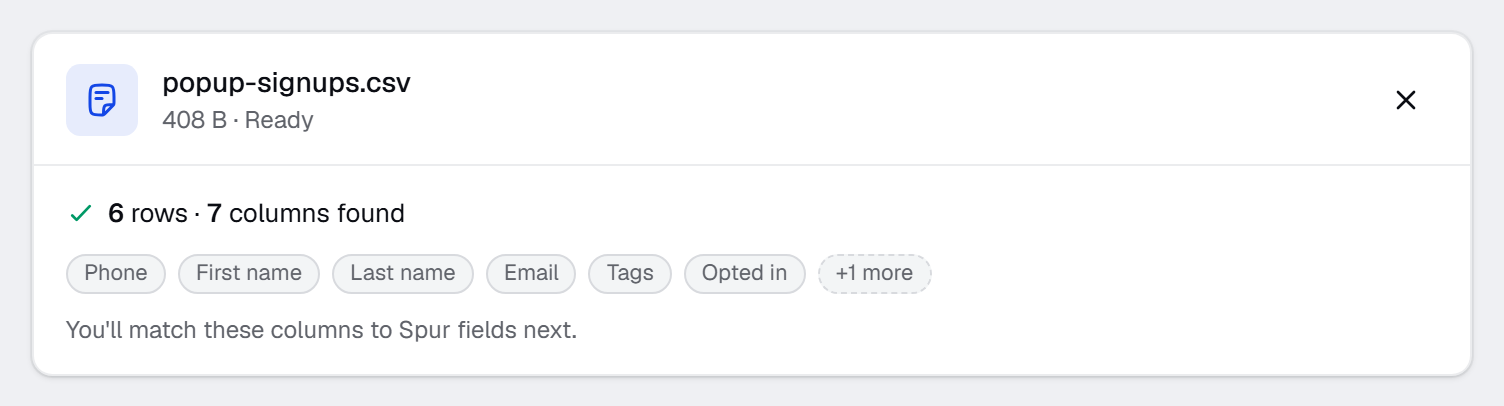 popup-signups.csv
408 B · Ready
6 rows · 7 columns found
Phone First name Last name Email Tags Opted in +1 more
You'll match these columns to Spur fields next.